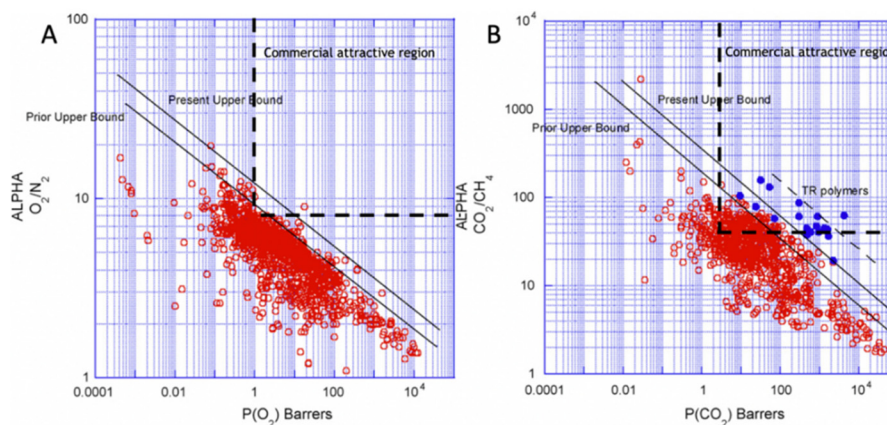 A
Commercial attractive region
Present Upper Bound
Prior Upper Bound
ALPHA
O2/N2
100
10
1
0.0001
0.01
1
100
10^4
P(O2) Barrers
B
Commercial attractive region
Present Upper Bound
Prior Upper Bound
TR polymers
ALPHA
CO2/CH4
10^4
1000
100
10
1
0.0001
0.01
1
100
10^4
P(CO2) Barrers